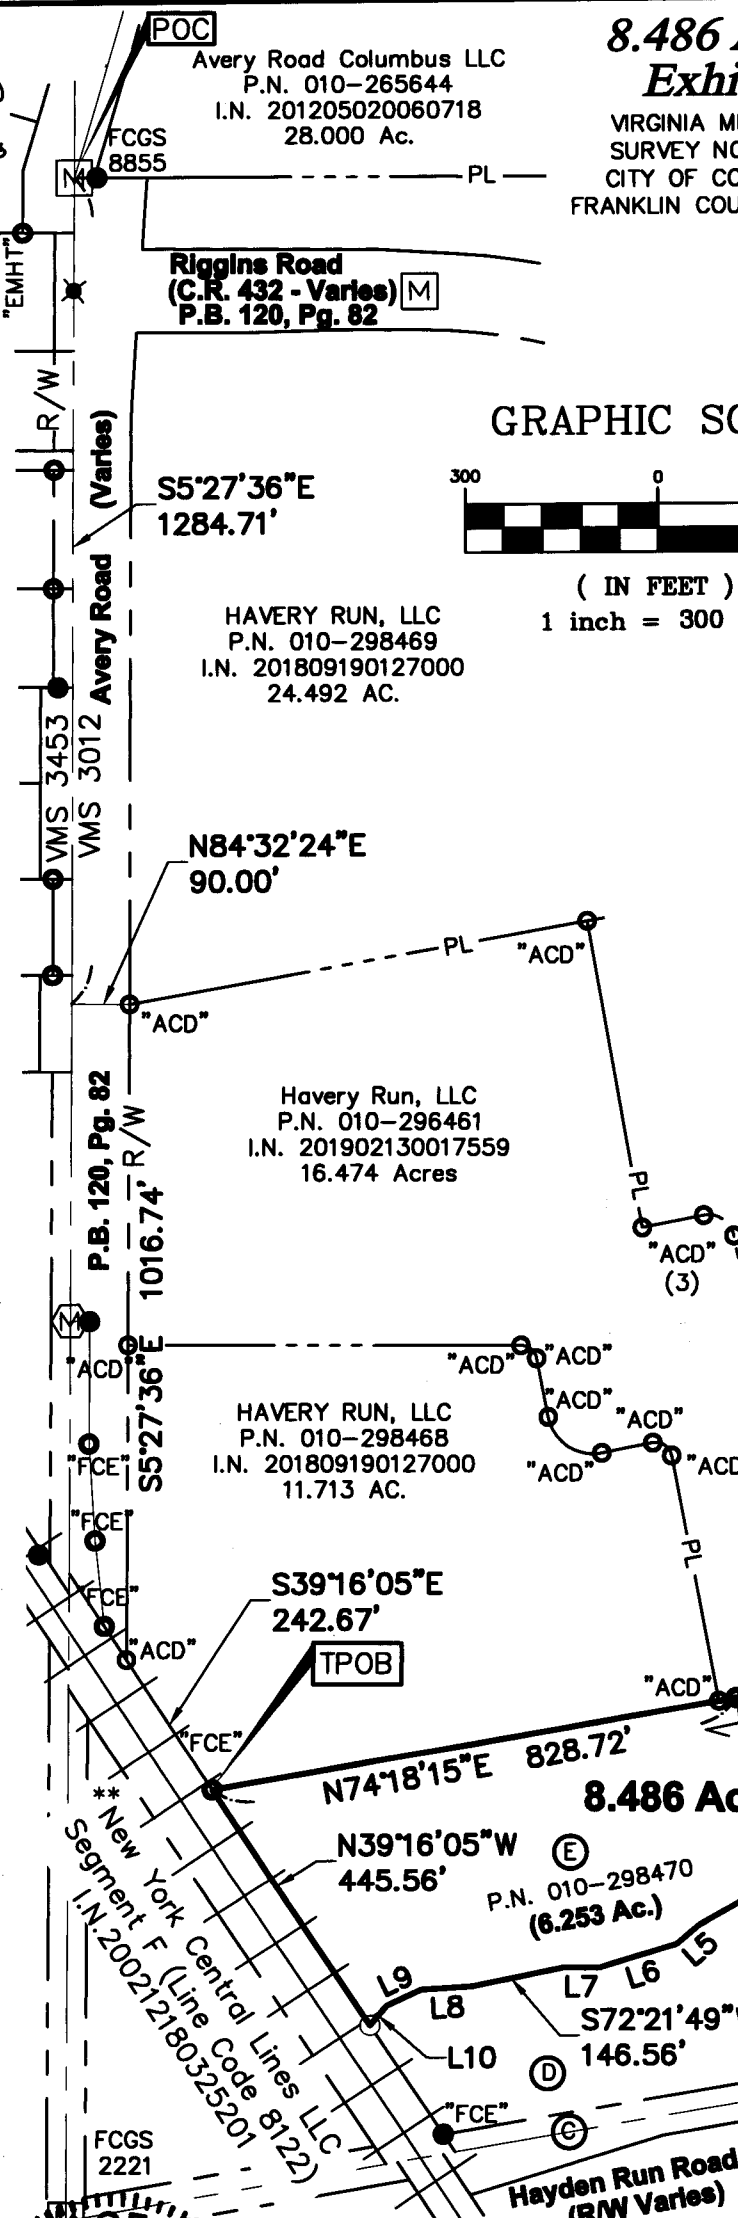 POC
Avery Road Columbus LLC
P.N. 010-265644
I.N. 201205020060718
28.000 Ac.
8.486
Exhi
VIRGINIA
SURVEY
CITY OF
FRANKLIN
FCGS
8855
M
PL
"EMHT"
Riggins Road
(C.R. 432 - Varies) M
P.B. 120, Pg. 82
R/W
GRAPHIC
300 0
( IN FEET )
1 inch = 300
Avery Road (Varies)
S5°27'36"E
1284.71'
HAVERY RUN, LLC
P.N. 010-298469
I.N. 201809190127000
24.492 AC.
VMS 3453
VMS 3012
N84°32'24"E
90.00'
PL
"ACD"
"ACD"
P.B. 120, Pg. 82
R/W
Havery Run, LLC
P.N. 010-296461
I.N. 201902130017559
16.474 Acres
PL
"ACD"
(3)
S5°27'36"E 1016.74'
M
"ACD"
"ACD"
"ACD"
"ACD"
"ACD"
"ACD"
"ACD
HAVERY RUN, LLC
P.N. 010-298468
I.N. 201809190127000
11.713 AC.
"FCE"
"FCE"
"FCE"
"ACD"
PL
S39°16'05"E
242.67'
TPOB
"ACD"
"FCE"
N74°18'15"E 828.72'
8.486
N39°16'05"W
445.56'
E
P.N. 010-298470
(6.253 Ac.)
**New York Central Lines LLC
Segment F (Line Code 8122)
I.N.200212180325201
L5
L6
L7
L8
L9
L10
S72°21'49"
146.56'
D
"FCE"
C
FCGS
2221
Hayden Run Road
(R/W Varies)